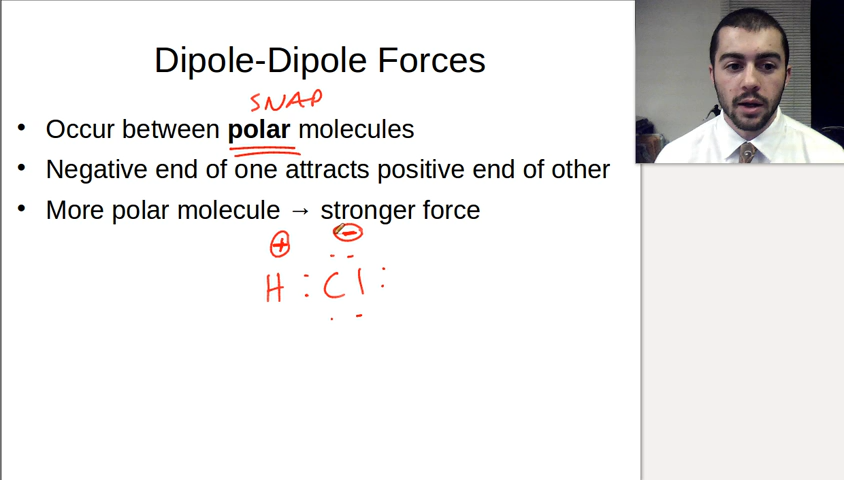 Dipole-Dipole Forces
SNAP
• Occur between polar molecules
• Negative end of one attracts positive end of other
• More polar molecule → stronger force
+ -
H : Cl :